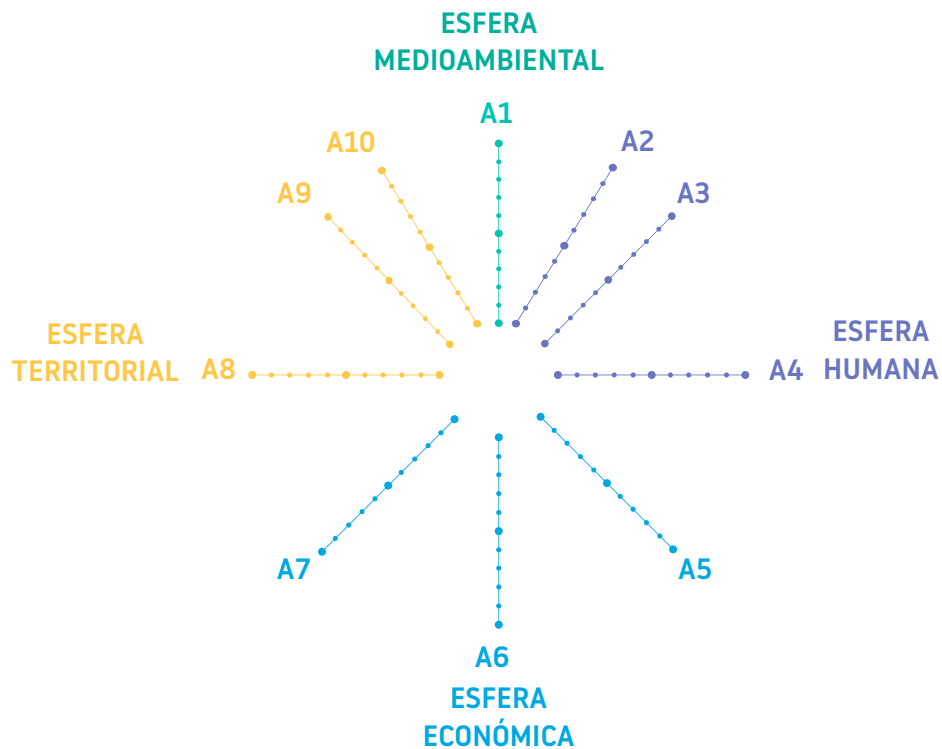 ESFERA
MEDIOAMBIENTAL
A1
A10
A2
A9
A3
ESFERA
TERRITORIAL
A8
A4
ESFERA
HUMANA
A7
A5
A6
ESFERA
ECONÓMICA